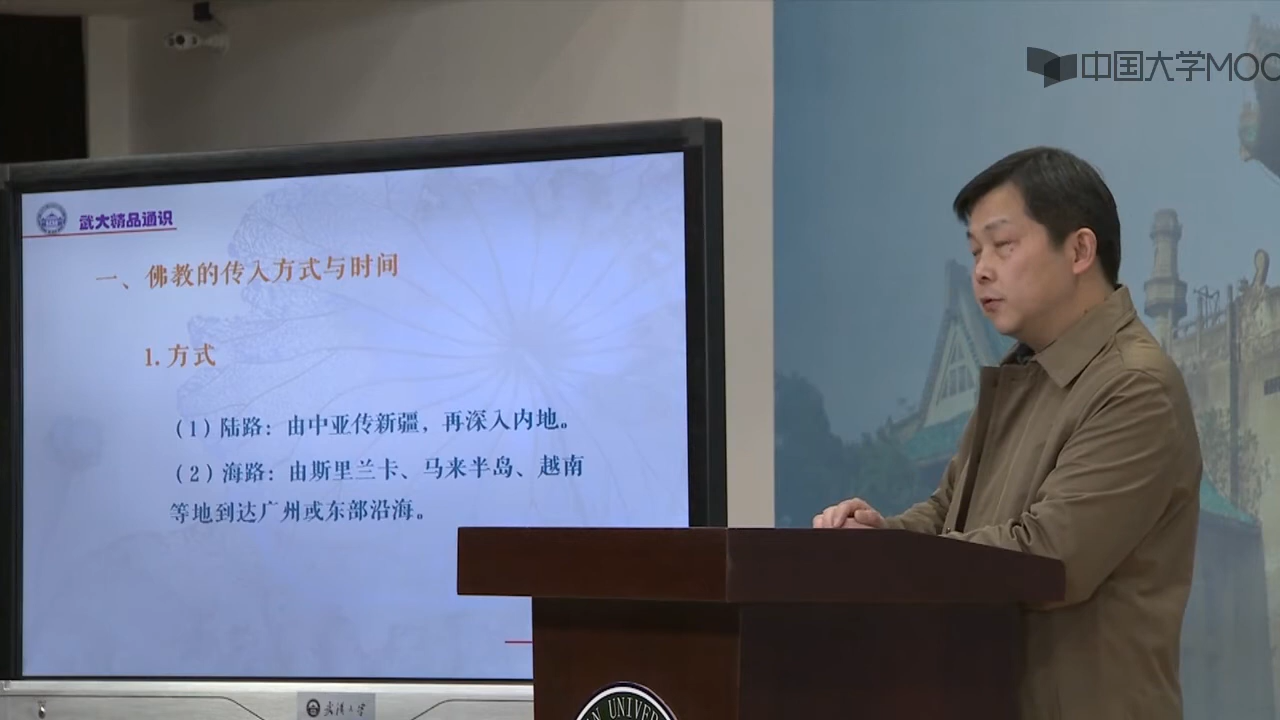 中国大学MOO
武大精品通识
一、佛教的传入方式与时间
1.方式
（1）陆路：由中亚传新疆，再深入内地。
（2）海路：由斯里兰卡、马来半岛、越南
等地到达广州或东部沿海。
武汉大学
N UNIVER